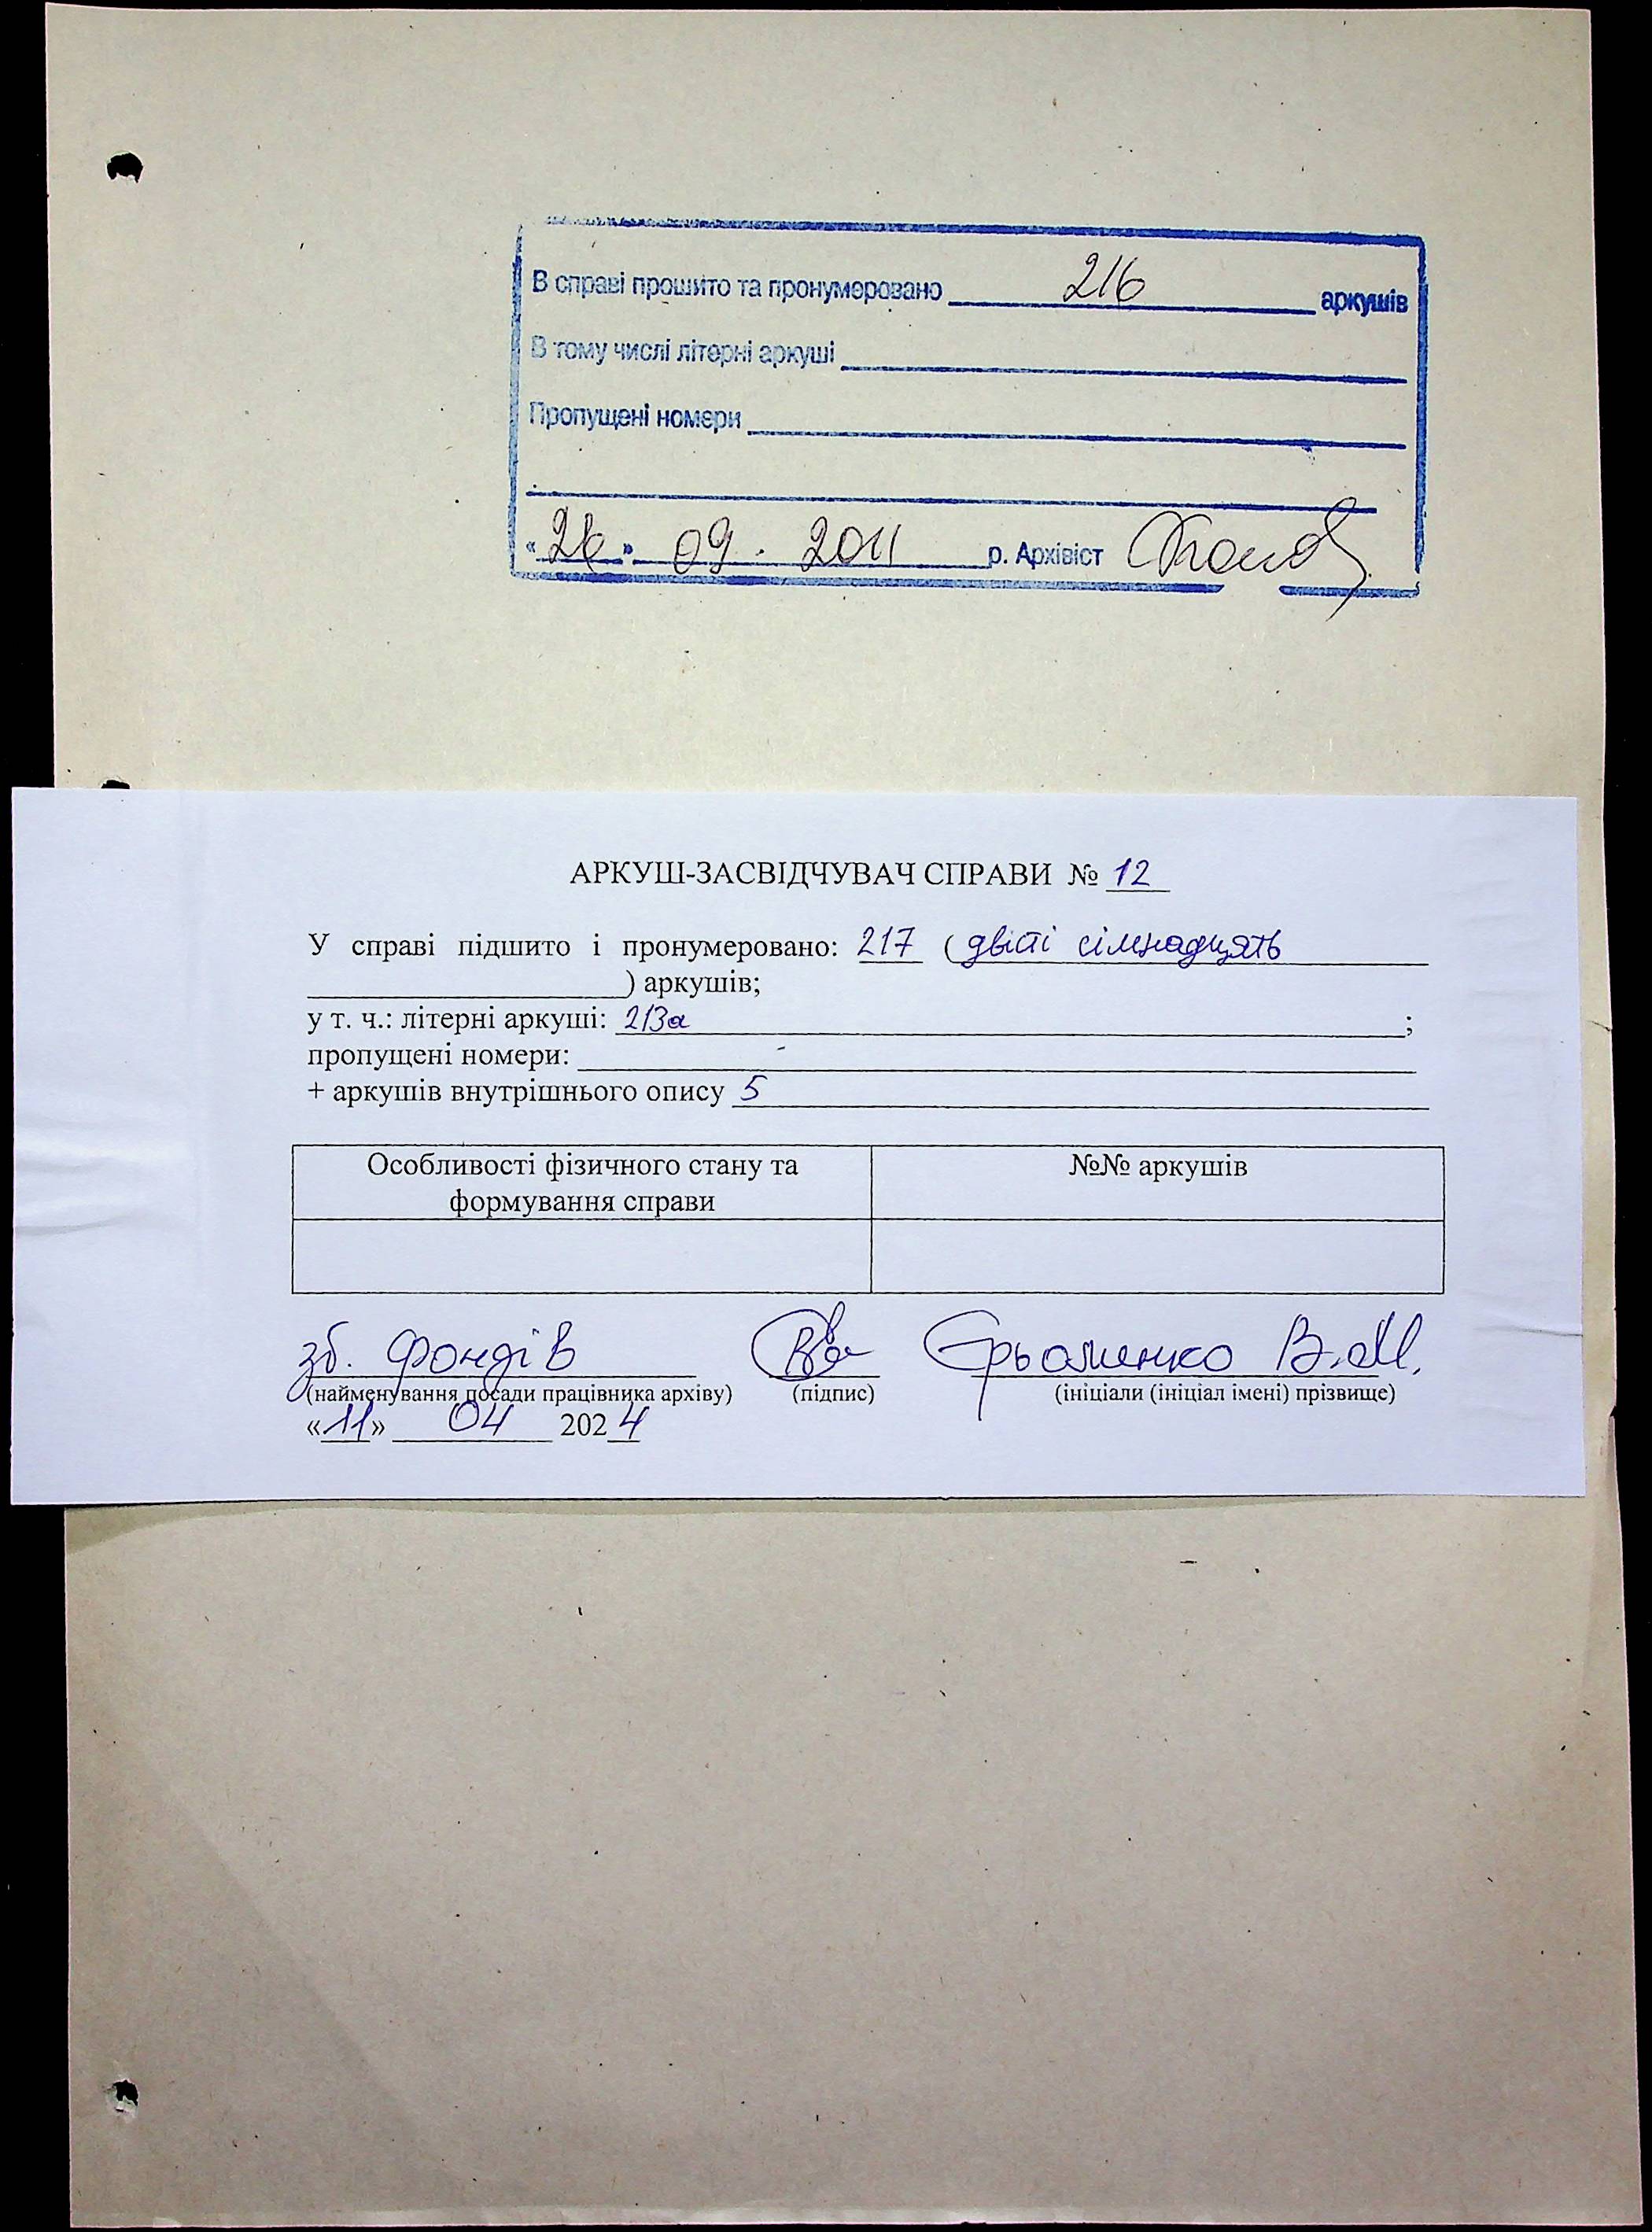 В справі прошито та пронумеровано 216 аркушів
В тому числі літерні аркуші
Пропущені номери
«26» 09. 2011 р. Архівіст
АРКУШ-ЗАСВІДЧУВАЧ СПРАВИ № 12
У справі підшито і пронумеровано: 217 (двісті сімнадцять
) аркушів;
у т. ч.: літерні аркуші: 213а ;
пропущені номери: -
+ аркушів внутрішнього опису 5
Особливості фізичного стану та
формування справи
№№ аркушів
зб. фондів Єрьоменко В.М.
(найменування посади працівника архіву) (підпис) (ініціали (ініціал імені) прізвище)
«11» 04 2024